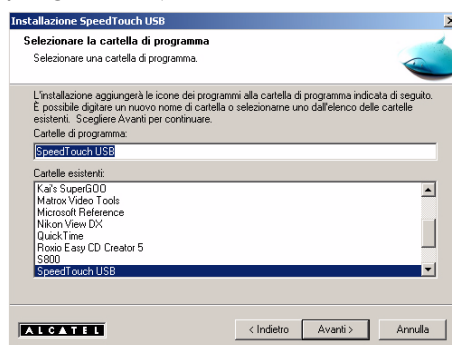 Installazione SpeedTouch USB
Selezionare la cartella di programma
Selezionare una cartella di programma.
L'installazione aggiungerà le icone dei programmi alla cartella di programma indicata di seguito.
È possibile digitare un nuovo nome di cartella o selezionarne uno dall'elenco delle cartelle
esistenti. Scegliere Avanti per continuare.
Cartelle di programma:
SpeedTouch USB
Cartelle esistenti:
Kai's SuperGOO
Matrox Video Tools
Microsoft Reference
Nikon View DX
QuickTime
Roxio Easy CD Creator 5
S800
SpeedTouch USB
ALCATEL
< Indietro
Avanti >
Annulla